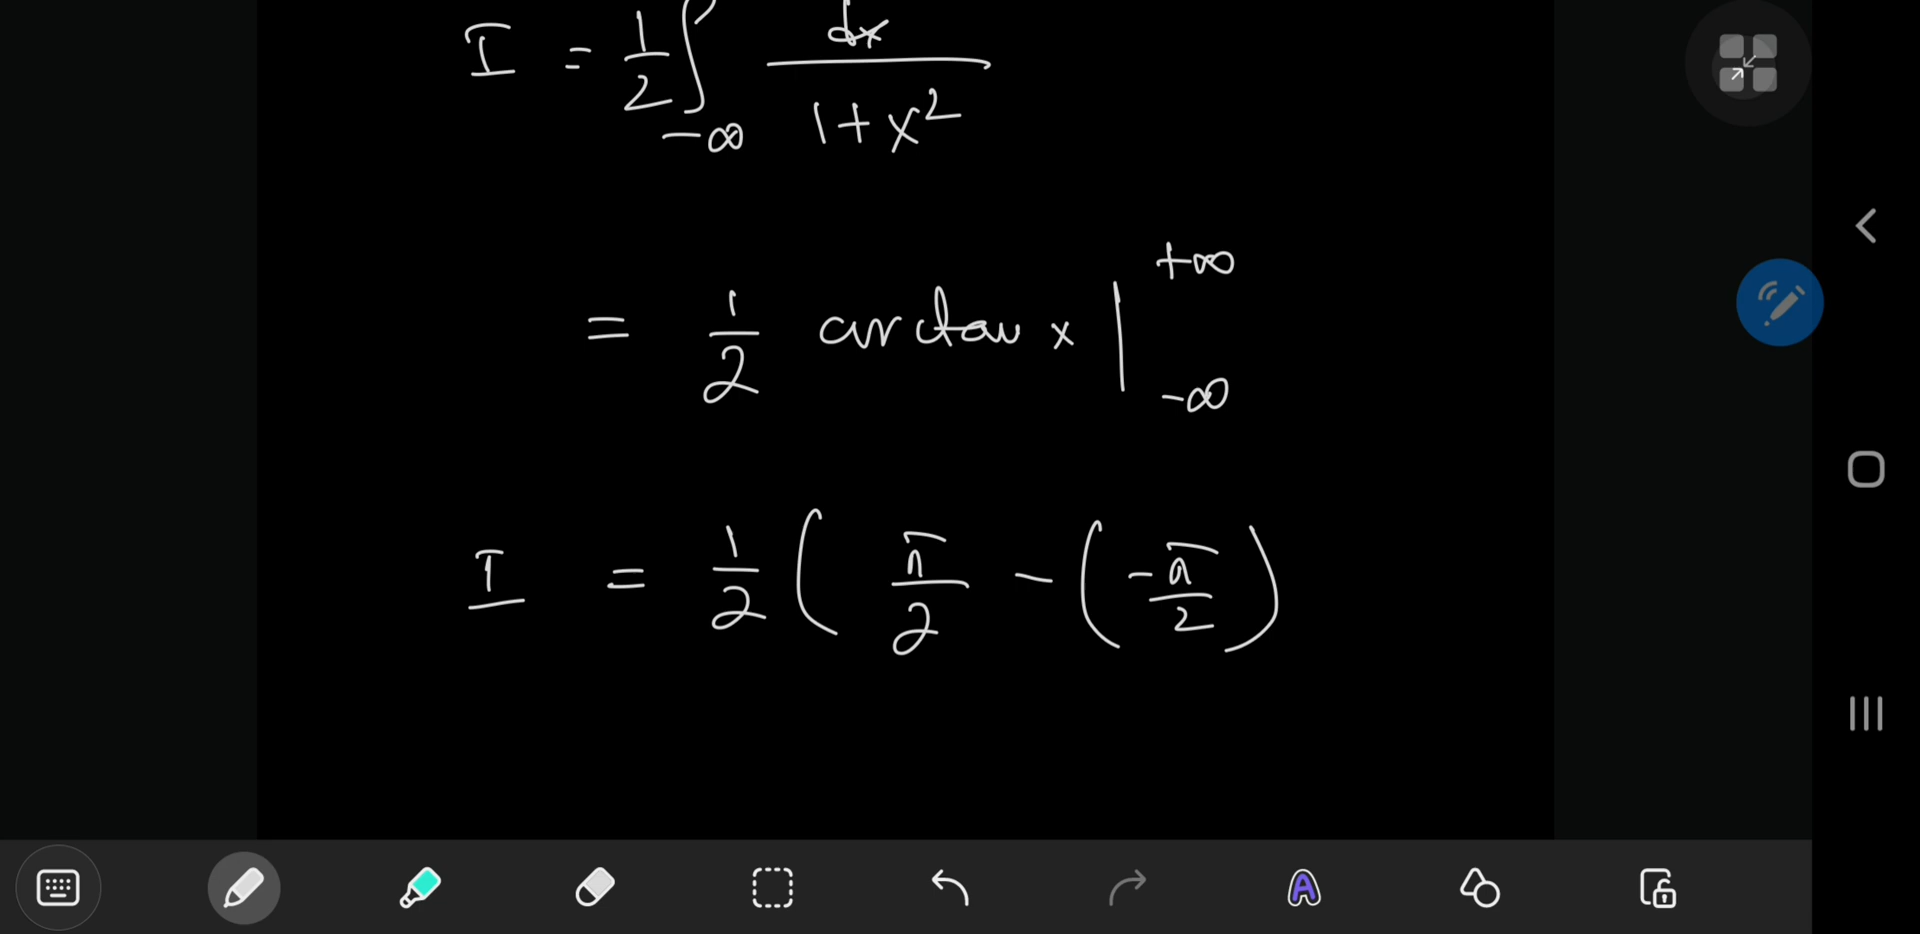 I = 1/2 ∫_{-∞} dx / (1+x²)
= 1/2 arctan x |_{-∞}^{+∞}
I = 1/2 ( π/2 - ( -π/2 )